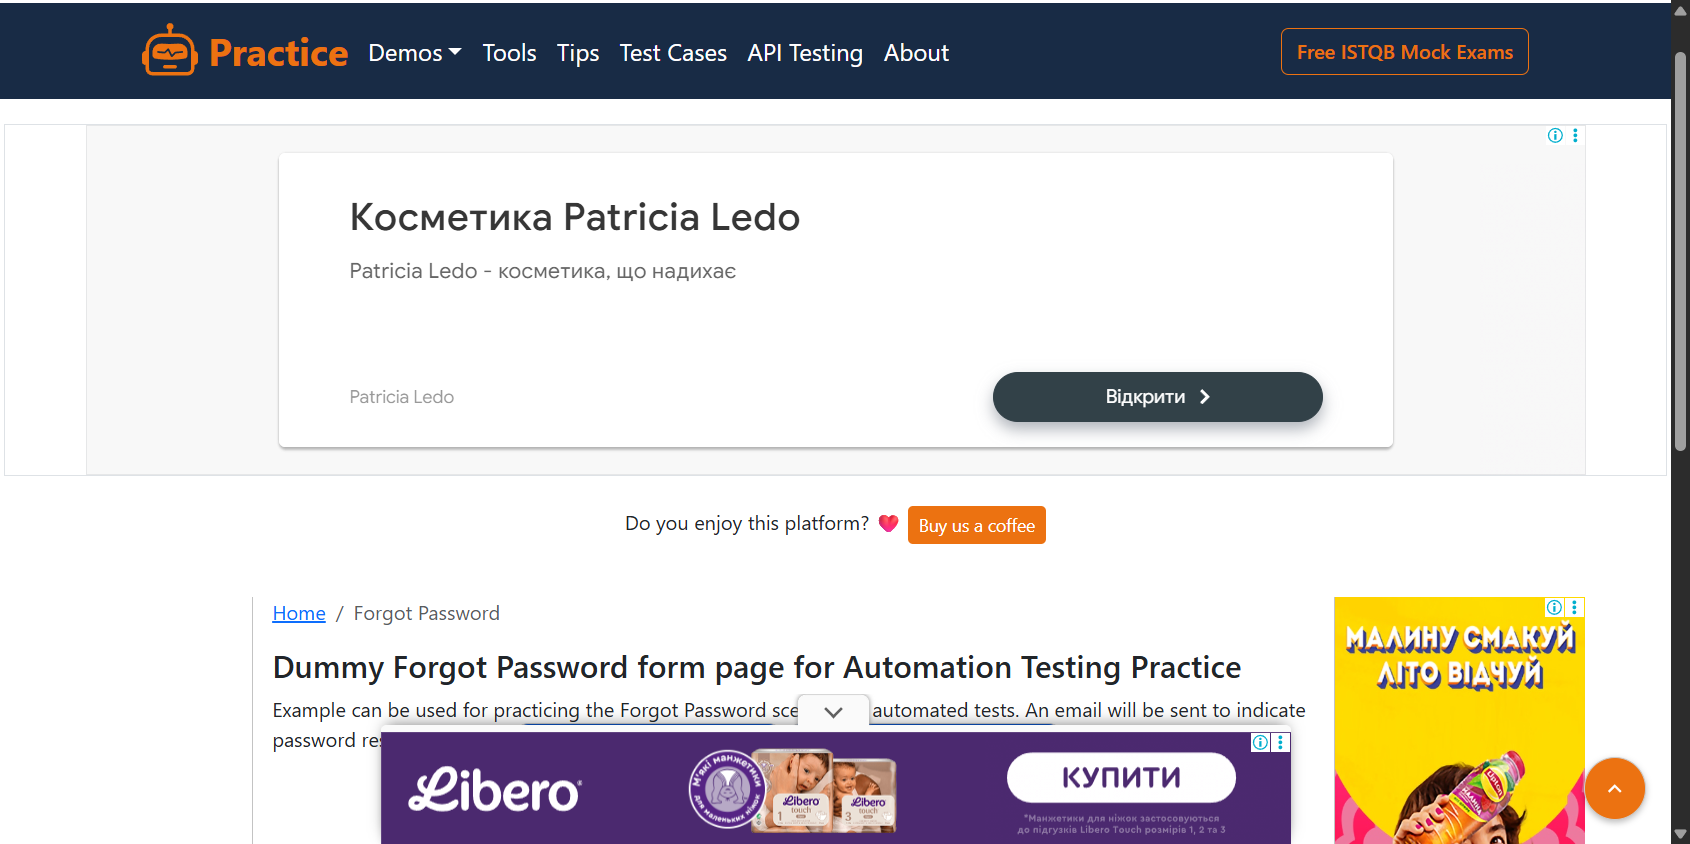 Practice
Demos Tools Tips Test Cases API Testing About
Free ISTQB Mock Exams
Косметика Patricia Ledo
Patricia Ledo - косметика, що надихає
Patricia Ledo
Відкрити
Do you enjoy this platform?
Buy us a coffee
Home / Forgot Password
Dummy Forgot Password form page for Automation Testing Practice
Example can be used for practicing the Forgot Password automated tests. An email will be sent to indicate
password
МАЛИНУ СМАКУЙ
ЛІТО ВІДЧУЙ
Libero
М'які манжетики
для маленьких ніжок
Libero
touch
1
Libero
touch
3
КУПИТИ
*Манжетики для ніжок застосовуються
до підгузків Libero Touch розмірів 1, 2 та 3
Lipton